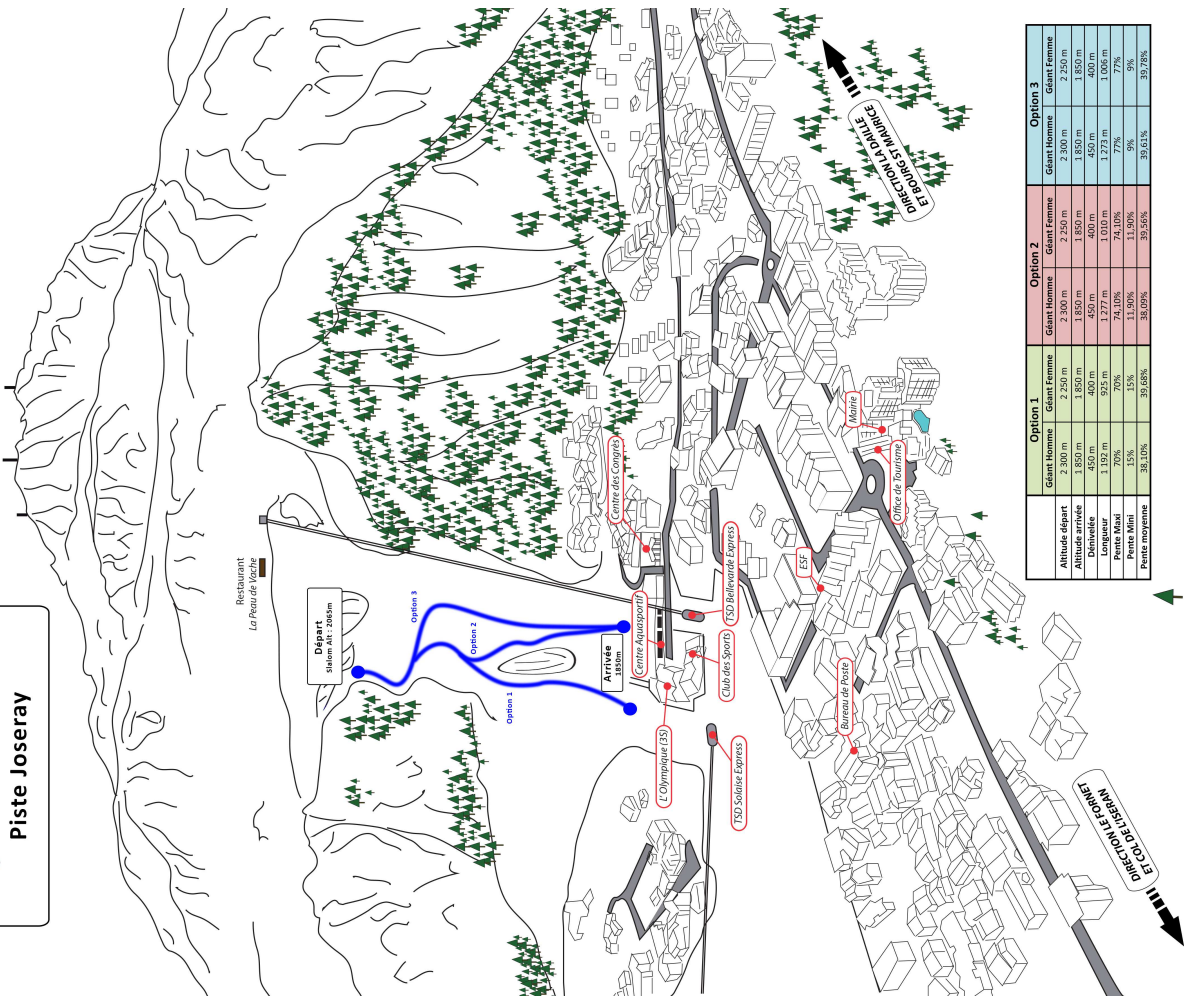 Piste Joseray
Restaurant
La Peau de Vache
Départ
Slalom Alt : 2065m
Option 3
Option 2
Option 1
Arrivée
1850m
Centre des Congrès
Centre Aquasportif
TSD Bellevarde Express
Club des Sports
L'Olympique (3S)
TSD Solaise Express
ESF
Mairie
Office de Tourisme
Bureau de Poste
DIRECTION LA DAILLE
ET BOURG ST MAURICE
DIRECTION LE FORNET
ET COL DE L'ISERAN
Option 1 Option 2 Option 3
Géant Homme Géant Femme Géant Homme Géant Femme Géant Homme Géant Femme
Altitude départ 2 300 m 2 250 m 2 300 m 2 250 m 2 300 m 2 250 m
Altitude arrivée 1 850 m 1 850 m 1 850 m 1 850 m 1 850 m 1 850 m
Dénivelée 450 m 400 m 450 m 400 m 450 m 400 m
Longueur 1 192 m 925 m 1 277 m 1 010 m 1 273 m 1 006 m
Pente Maxi 70% 70% 74,10% 74,10% 77% 77%
Pente Mini 15% 15% 11,90% 11,90% 9% 9%
Pente moyenne 38,10% 39,68% 38,09% 39,56% 39,61% 39,78%